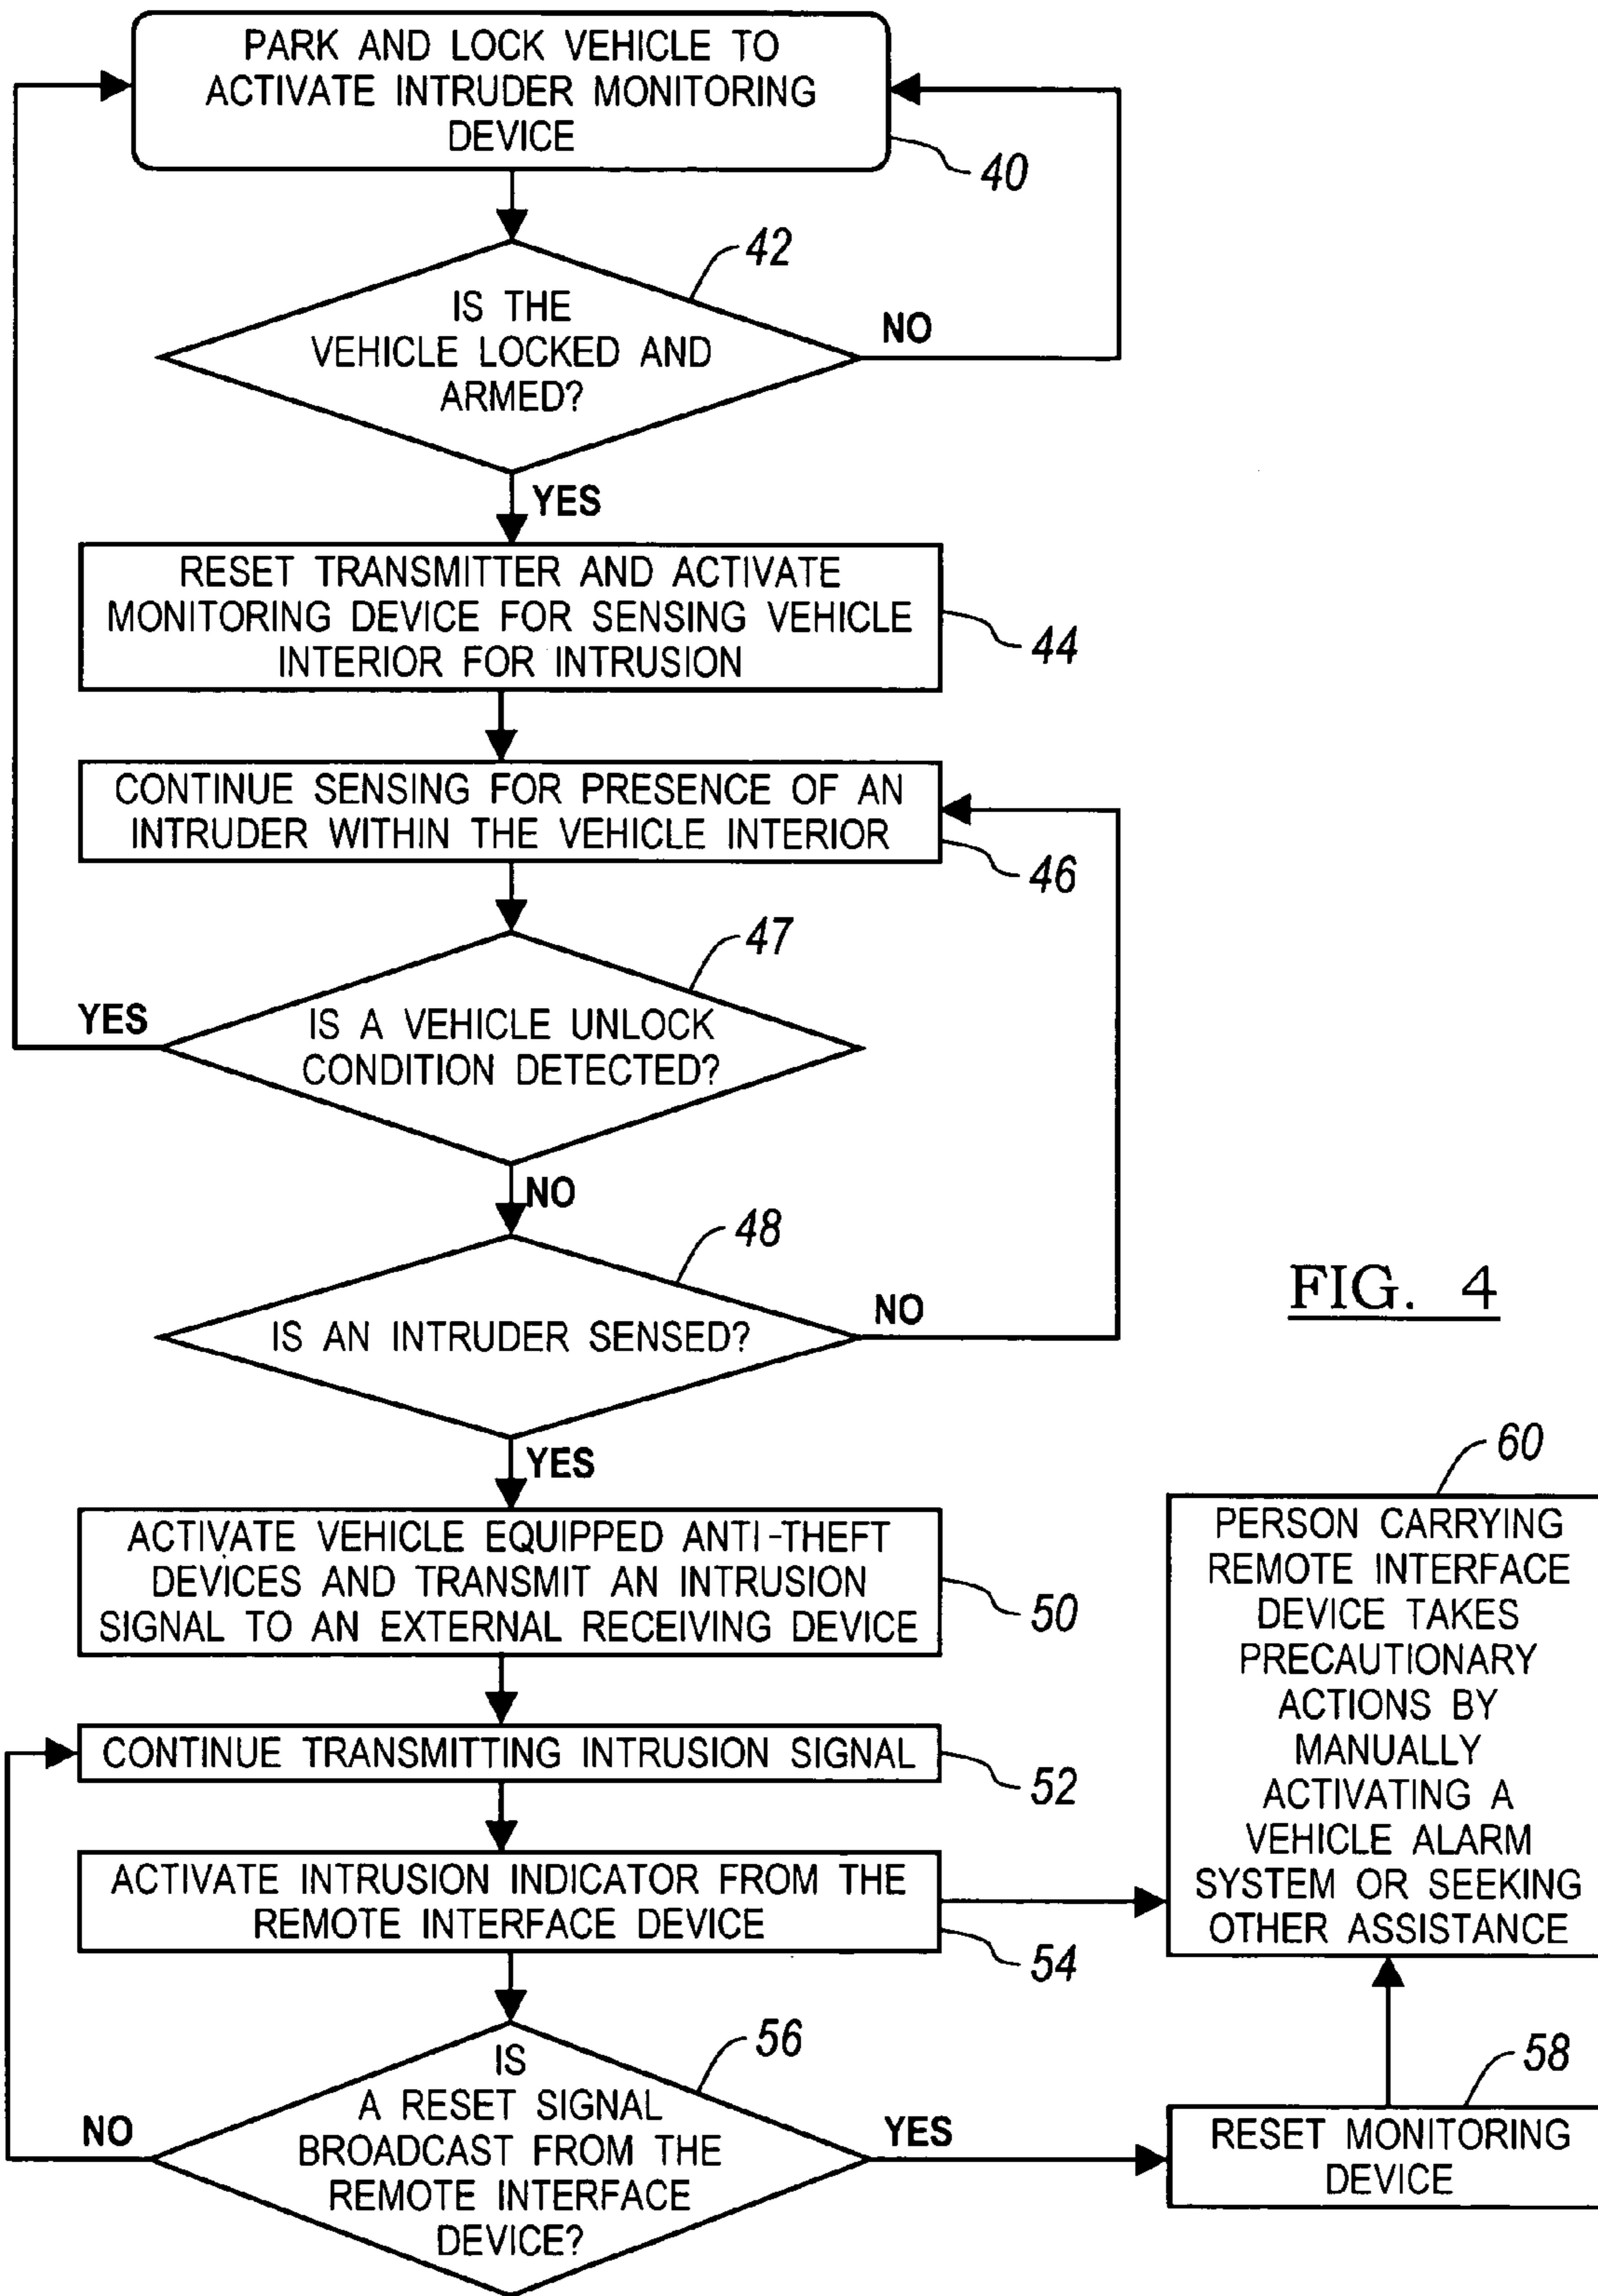 PARK AND LOCK VEHICLE TO
ACTIVATE INTRUDER MONITORING
DEVICE
40
42
IS THE
VEHICLE LOCKED AND
ARMED?
NO
YES
RESET TRANSMITTER AND ACTIVATE
MONITORING DEVICE FOR SENSING VEHICLE
INTERIOR FOR INTRUSION
44
CONTINUE SENSING FOR PRESENCE OF AN
INTRUDER WITHIN THE VEHICLE INTERIOR
46
47
YES
IS A VEHICLE UNLOCK
CONDITION DETECTED?
NO
48
IS AN INTRUDER SENSED?
NO
FIG. 4
YES
ACTIVATE VEHICLE EQUIPPED ANTI-THEFT
DEVICES AND TRANSMIT AN INTRUSION
SIGNAL TO AN EXTERNAL RECEIVING DEVICE
50
CONTINUE TRANSMITTING INTRUSION SIGNAL
52
ACTIVATE INTRUSION INDICATOR FROM THE
REMOTE INTERFACE DEVICE
54
60
PERSON CARRYING
REMOTE INTERFACE
DEVICE TAKES
PRECAUTIONARY
ACTIONS BY
MANUALLY
ACTIVATING A
VEHICLE ALARM
SYSTEM OR SEEKING
OTHER ASSISTANCE
56
IS
A RESET SIGNAL
BROADCAST FROM THE
REMOTE INTERFACE
DEVICE?
NO
YES
58
RESET MONITORING
DEVICE